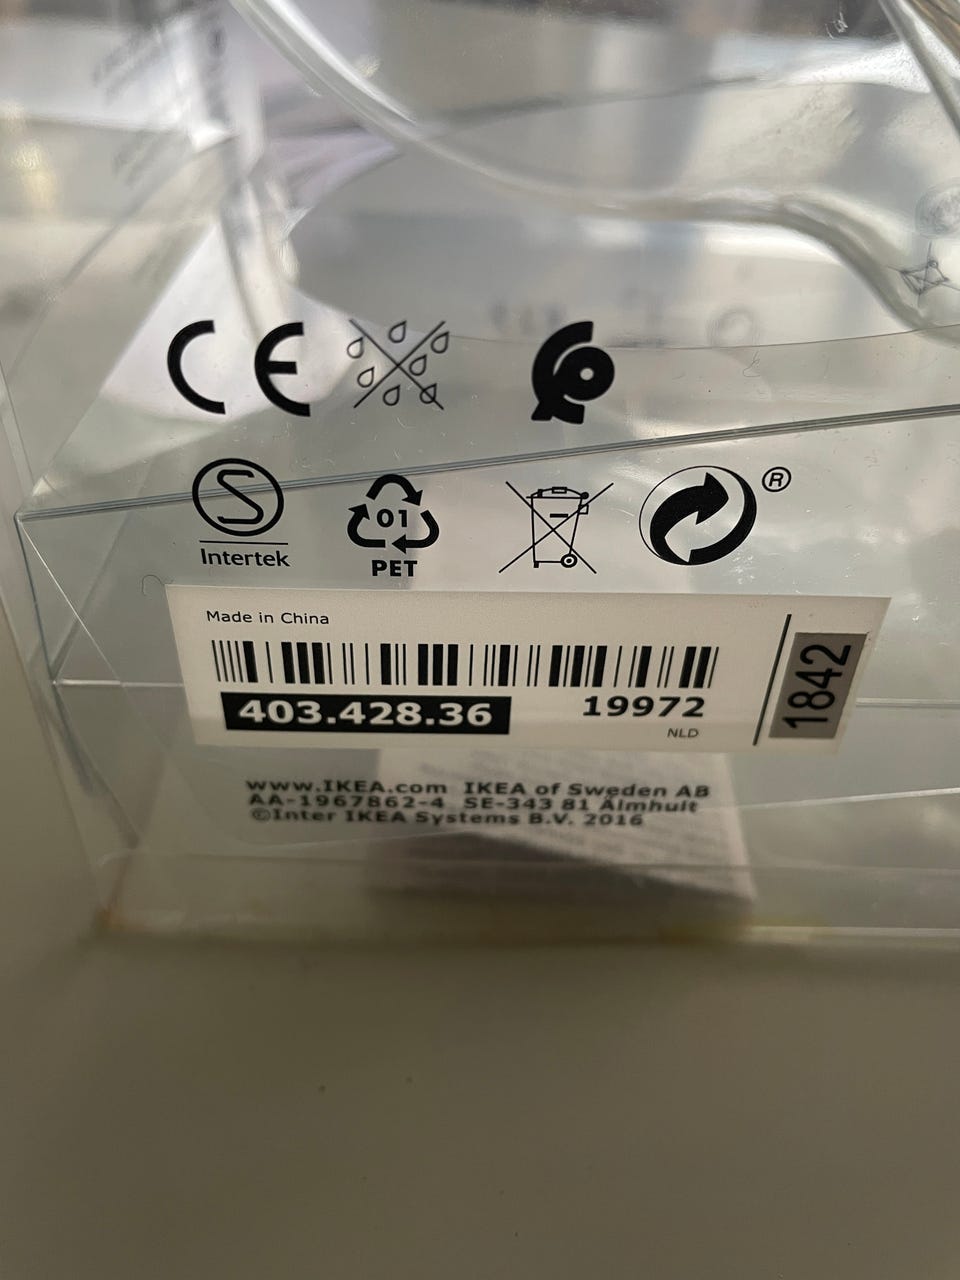 CE
S
Intertek
01
PET
®
Made in China
403.428.36 19972
NLD
1842
www.IKEA.com IKEA of Sweden AB
AA-1967862-4 SE-343 81 Älmhult
©Inter IKEA Systems B.V. 2016